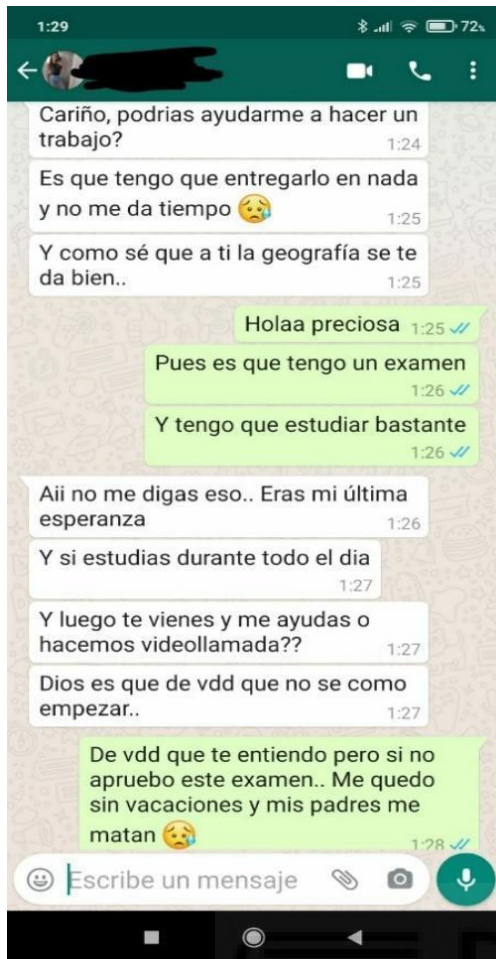 1:29
72%
Cariño, podrias ayudarme a hacer un
trabajo?
1:24
Es que tengo que entregarlo en nada
y no me da tiempo 😥
1:25
Y como sé que a ti la geografía se te
da bien..
1:25
Holaa preciosa 1:25
Pues es que tengo un examen
1:26
Y tengo que estudiar bastante
1:26
Aii no me digas eso.. Eras mi última
esperanza
1:26
Y si estudias durante todo el dia
1:27
Y luego te vienes y me ayudas o
hacemos videollamada??
1:27
Dios es que de vdd que no se como
empezar..
1:27
De vdd que te entiendo pero si no
apruebo este examen.. Me quedo
sin vacaciones y mis padres me
matan 😥
1:28
Escribe un mensaje